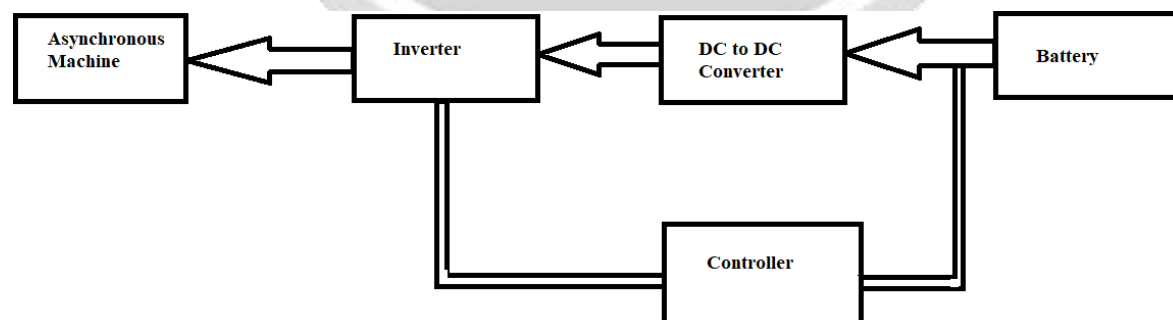 Asynchronous
Machine
Inverter
DC to DC
Converter
Battery
Controller